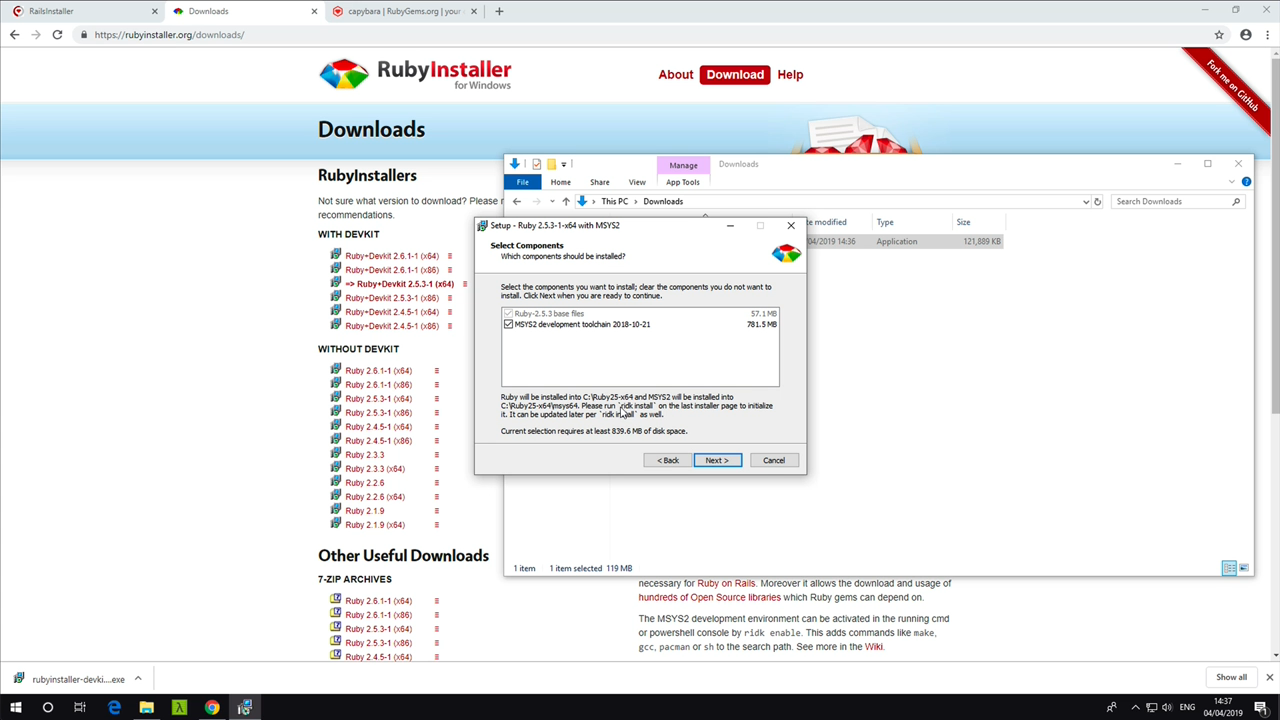 RailsInstaller
Downloads
capybara | RubyGems.org | your
https://rubyinstaller.org/downloads/
RubyInstaller
for Windows
About
Download
Help
Fork me on GitHub
Downloads
RubyInstallers
Not sure what version to download? Please r
recommendations.
WITH DEVKIT
Ruby+Devkit 2.6.1-1 (x64)
Ruby+Devkit 2.6.1-1 (x86)
=> Ruby+Devkit 2.5.3-1 (x64)
Ruby+Devkit 2.5.3-1 (x86)
Ruby+Devkit 2.4.5-1 (x64)
Ruby+Devkit 2.4.5-1 (x86)
WITHOUT DEVKIT
Ruby 2.6.1-1 (x64)
Ruby 2.6.1-1 (x86)
Ruby 2.5.3-1 (x64)
Ruby 2.5.3-1 (x86)
Ruby 2.4.5-1 (x64)
Ruby 2.4.5-1 (x86)
Ruby 2.3.3
Ruby 2.3.3 (x64)
Ruby 2.2.6
Ruby 2.2.6 (x64)
Ruby 2.1.9
Ruby 2.1.9 (x64)
Other Useful Downloads
7-ZIP ARCHIVES
Ruby 2.6.1-1 (x64)
Ruby 2.6.1-1 (x86)
Ruby 2.5.3-1 (x64)
Ruby 2.5.3-1 (x86)
Ruby 2.4.5-1 (x64)
Manage
Downloads
File
Home
Share
View
App Tools
This PC > Downloads
Search Downloads
te modified
Type
Size
/04/2019 14:36
Application
121,889 KB
Setup - Ruby 2.5.3-1-x64 with MSYS2
Select Components
Which components should be installed?
Select the components you want to install; clear the components you do not want to
install. Click Next when you are ready to continue.
Ruby-2.5.3 base files 57.1 MB
MSYS2 development toolchain 2018-10-21 781.5 MB
Ruby will be installed into C:\Ruby25-x64 and MSYS2 will be installed into
C:\Ruby25-x64\msys64. Please run `ridk install` on the last installer page to initialize
it. It can be updated later per `ridk install` as well.
Current selection requires at least 839.6 MB of disk space.
< Back
Next >
Cancel
1 item
1 item selected 119 MB
necessary for Ruby on Rails. Moreover it allows the download and usage of
hundreds of Open Source libraries which Ruby gems can depend on.
The MSYS2 development environment can be activated in the running cmd
or powershell console by ridk enable. This adds commands like make,
gcc, pacman or sh to the search path. See more in the Wiki.
rubyinstaller-devki....exe
Show all
ENG
14:37
04/04/2019
1